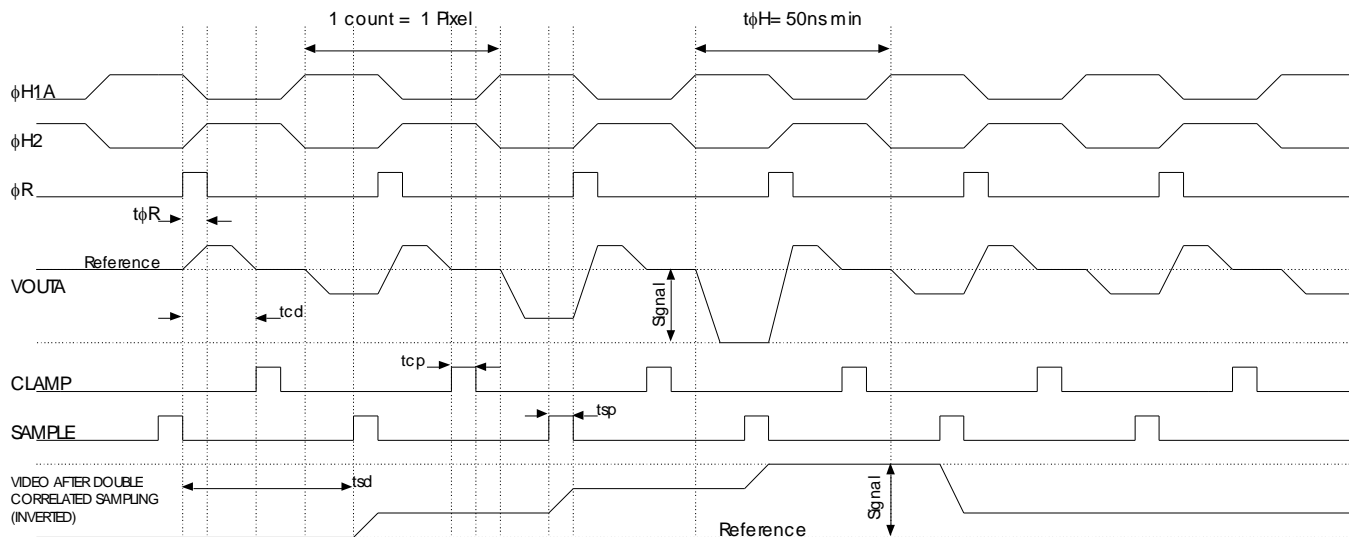 1 count = 1 Pixel
tϕH= 50ns min
ϕH1A
ϕH2
ϕR
tϕR
Reference
VOUTA
tcd
Signal
tcp
CLAMP
tsp
SAMPLE
VIDEO AFTER DOUBLE
CORRELATED SAMPLING
(INVERTED)
tsd
Signal
Reference